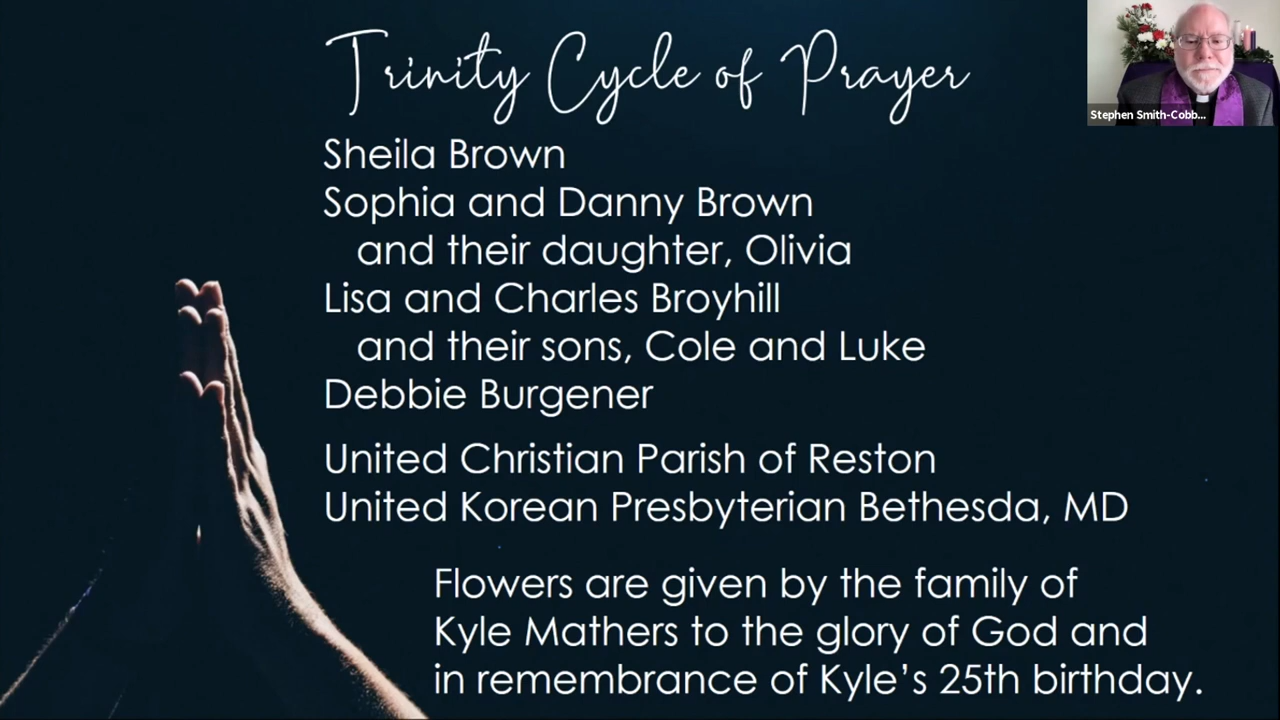 Trinity Cycle of Prayer
Stephen Smith-Cobb...
Sheila Brown
Sophia and Danny Brown
and their daughter, Olivia
Lisa and Charles Broyhill
and their sons, Cole and Luke
Debbie Burgener
United Christian Parish of Reston
United Korean Presbyterian Bethesda, MD
Flowers are given by the family of
Kyle Mathers to the glory of God and
in remembrance of Kyle’s 25th birthday.